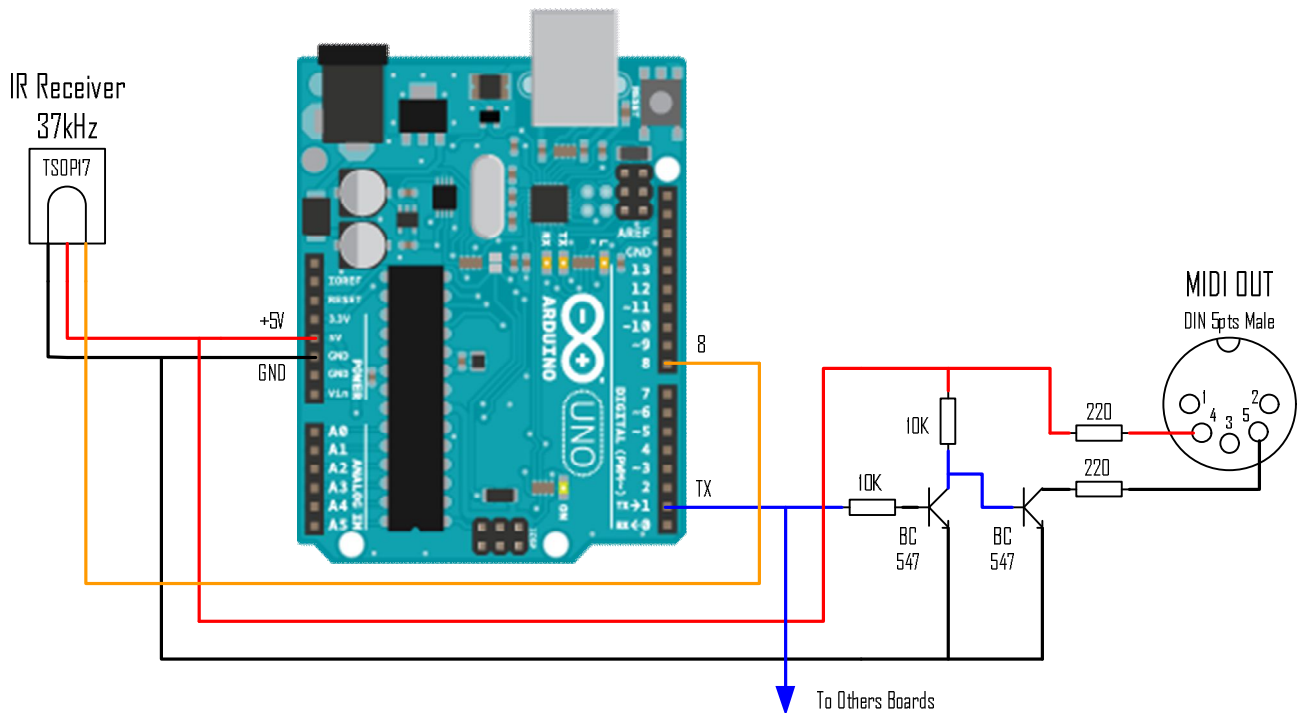 IR Receiver
37kHz
TSOP17
+5V
GND
IOREF
RESET
3.3V
5V
GND
GND
Vin
POWER
A0
A1
A2
A3
A4
A5
ANALOG IN
RESET
RX
TX
L
ARDUINO
UNO
ON
ICSP
AREF
GND
13
12
~11
~10
~9
8
7
~6
~5
4
~3
2
TX→1
RX←0
DIGITAL (PWM~)
8
TX
10K
10K
BC
547
BC
547
220
220
MIDI OUT
DIN 5pts Male
1
2
4
3
5
To Others Boards